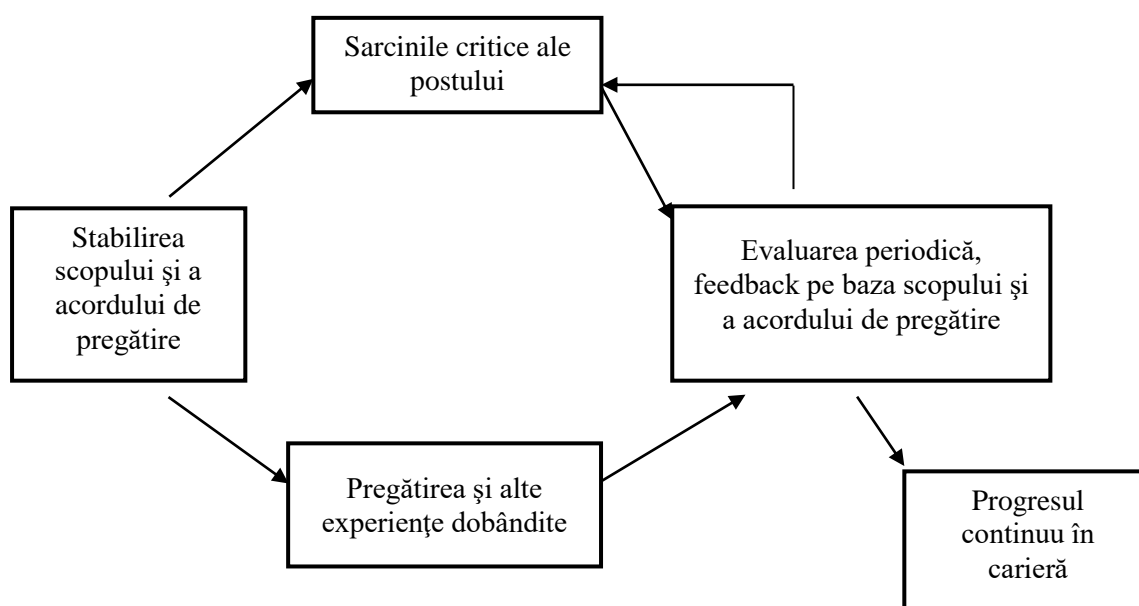 Sarcinile critice ale
postului
Stabilirea
scopului şi a
acordului de
pregătire
Evaluarea periodică,
feedback pe baza scopului şi
a acordului de pregătire
Pregătirea şi alte
experienţe dobândite
Progresul
continuu în
carieră